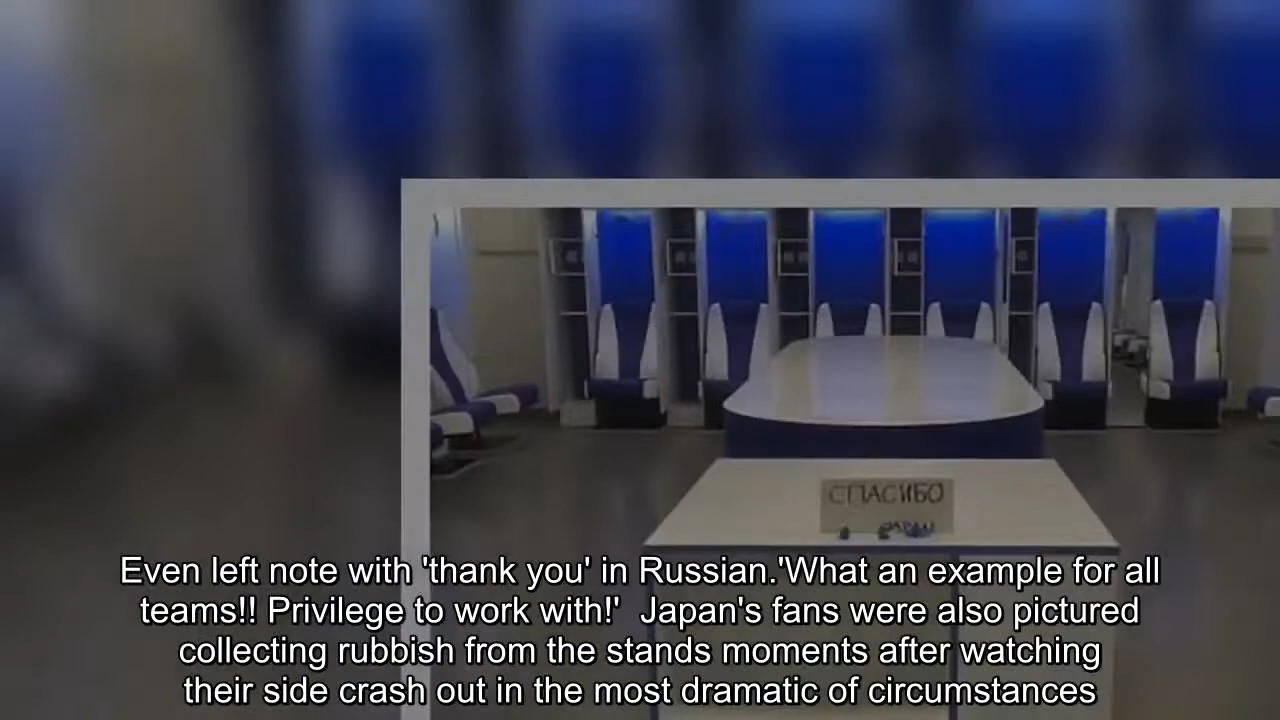 СПАСИБО
JAPAN
Even left note with 'thank you' in Russian.'What an example for all
teams!! Privilege to work with!'  Japan's fans were also pictured
collecting rubbish from the stands moments after watching
their side crash out in the most dramatic of circumstances